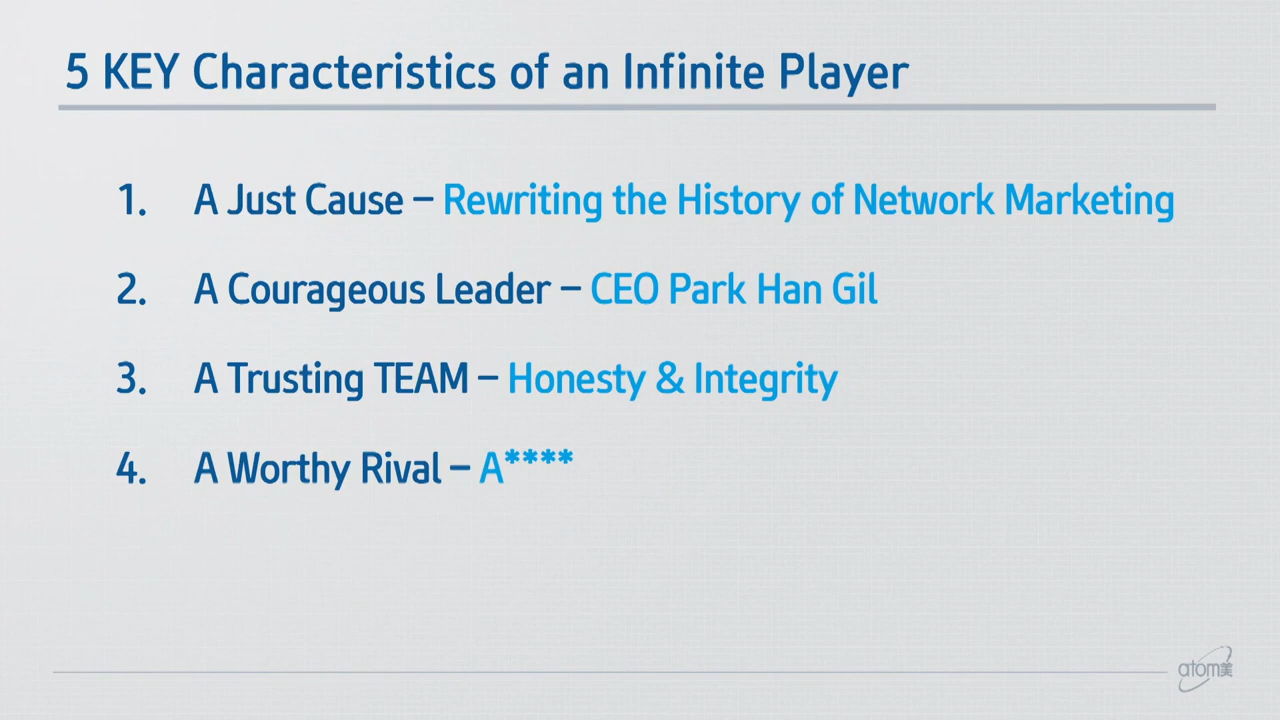 5 KEY Characteristics of an Infinite Player
1. A Just Cause – Rewriting the History of Network Marketing
2. A Courageous Leader – CEO Park Han Gil
3. A Trusting TEAM – Honesty & Integrity
4. A Worthy Rival – A****
atom美